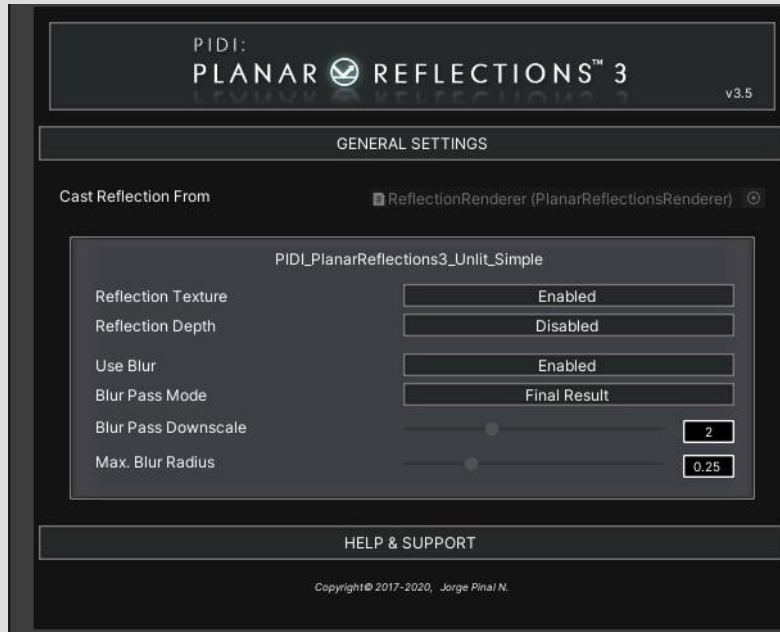 PIDI:
PLANAR REFLECTIONS™ 3
v3.5
GENERAL SETTINGS
Cast Reflection From ReflectionRenderer (PlanarReflectionsRenderer)
PIDI_PlanarReflections3_Unlit_Simple
Reflection Texture Enabled
Reflection Depth Disabled
Use Blur Enabled
Blur Pass Mode Final Result
Blur Pass Downscale 2
Max. Blur Radius 0.25
HELP & SUPPORT
Copyright© 2017-2020, Jorge Pinal N.